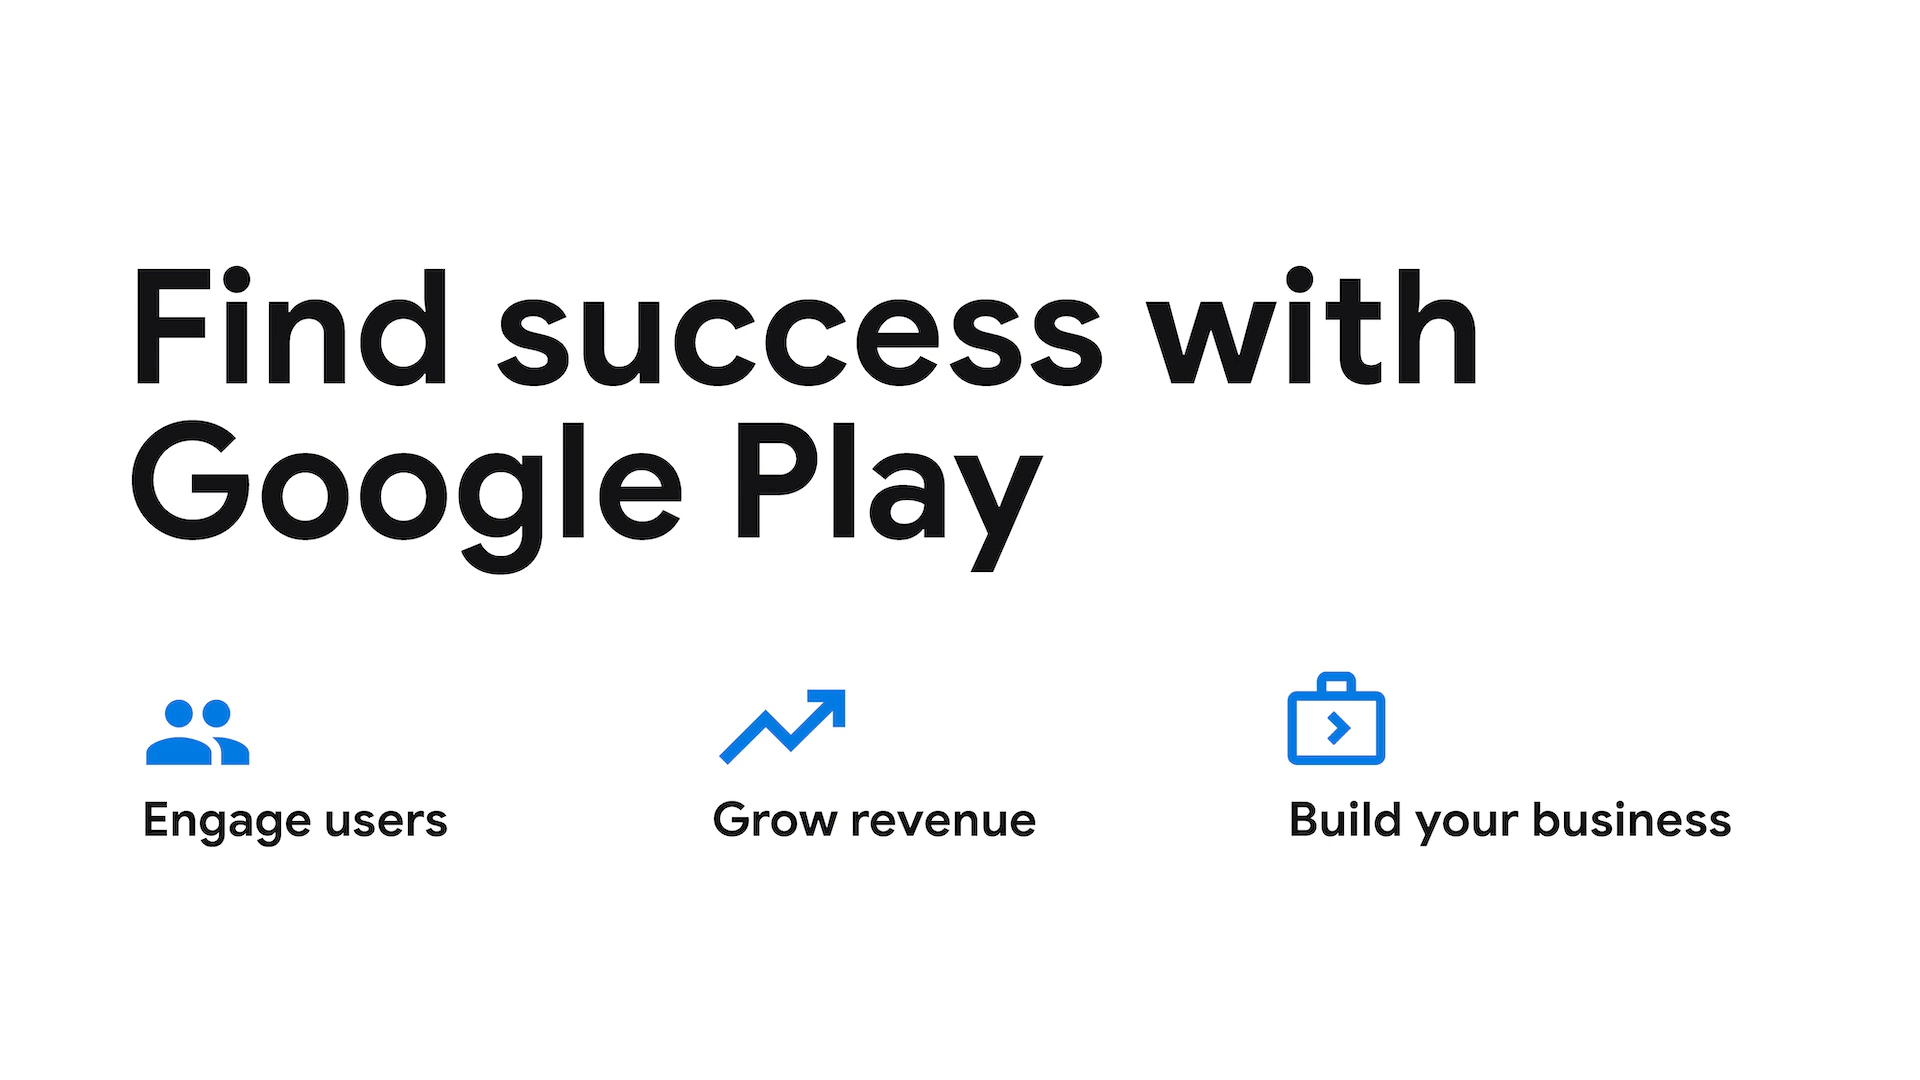 Find success with
Google Play
Engage users
Grow revenue
Build your business